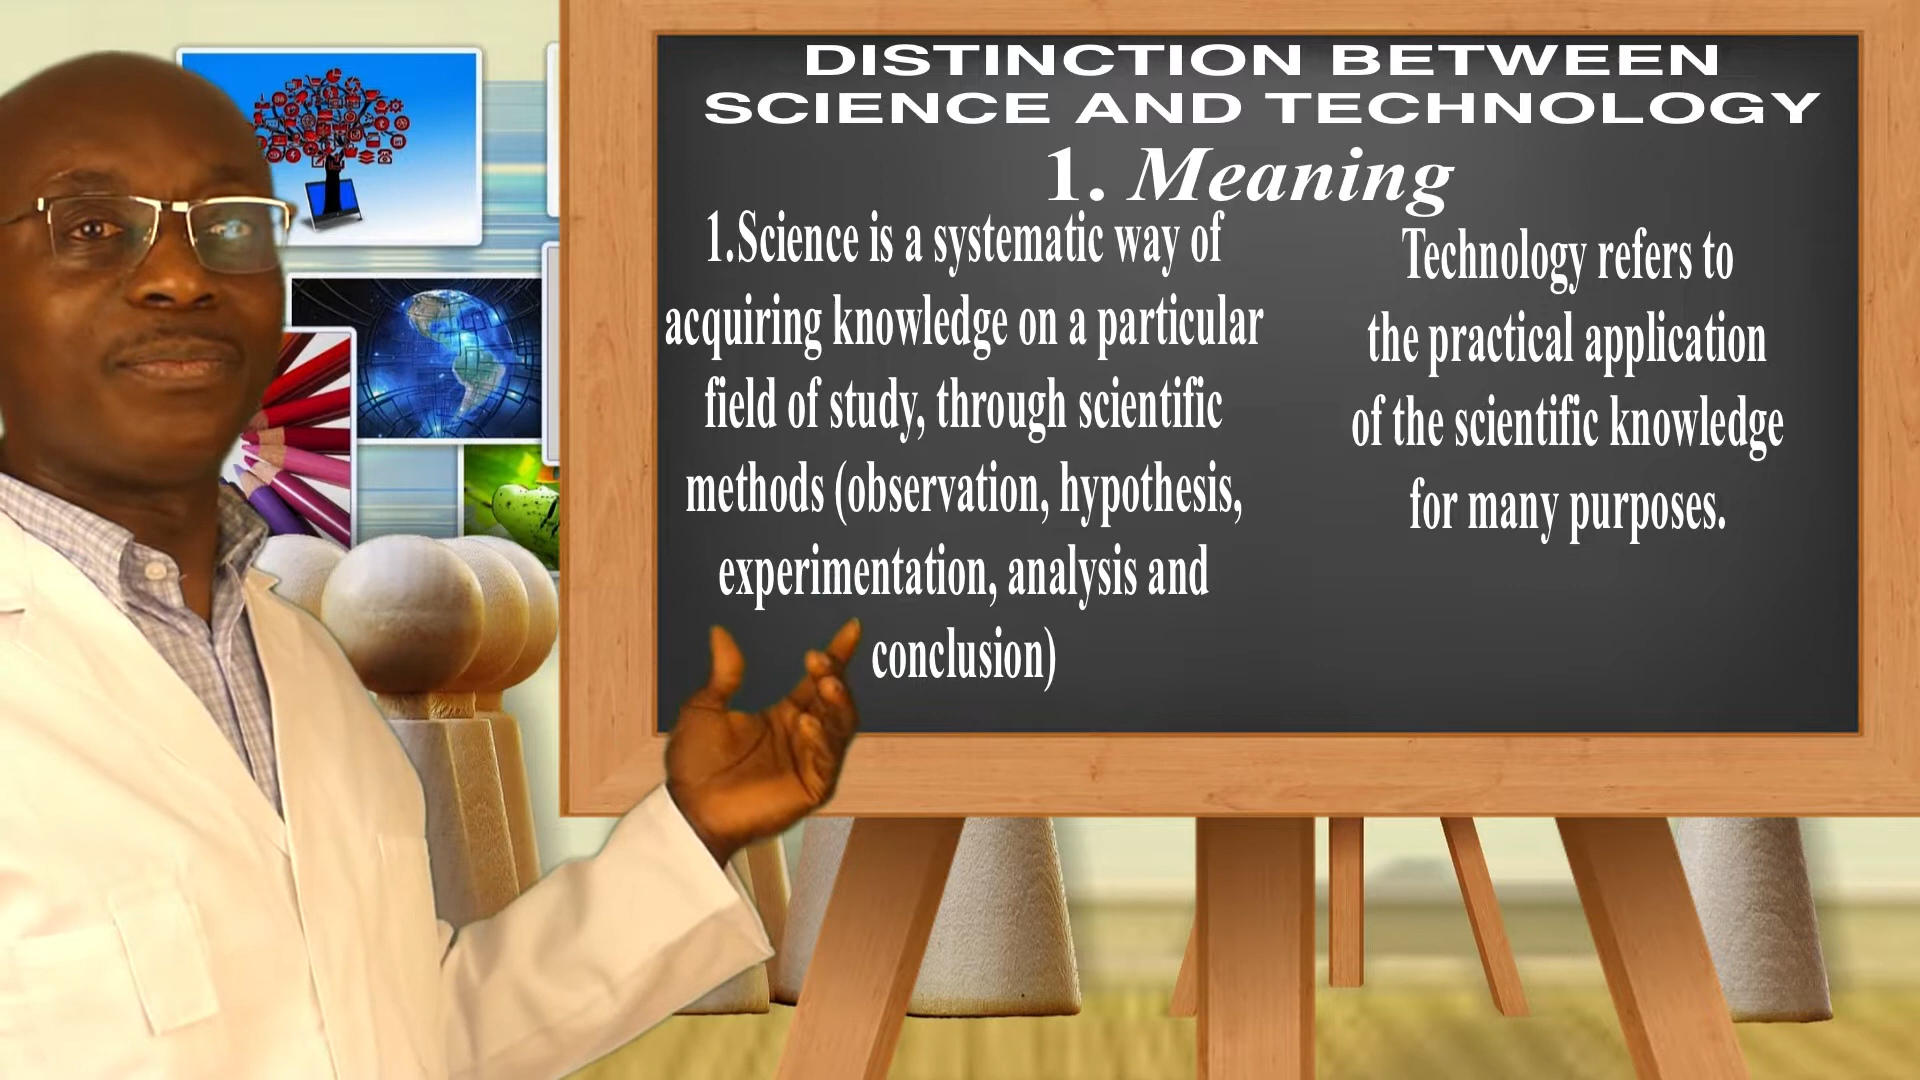 DISTINCTION BETWEEN
SCIENCE AND TECHNOLOGY
1. Meaning
1.Science is a systematic way of
acquiring knowledge on a particular
field of study, through scientific
methods (observation, hypothesis,
experimentation, analysis and
conclusion)
Technology refers to
the practical application
of the scientific knowledge
for many purposes.